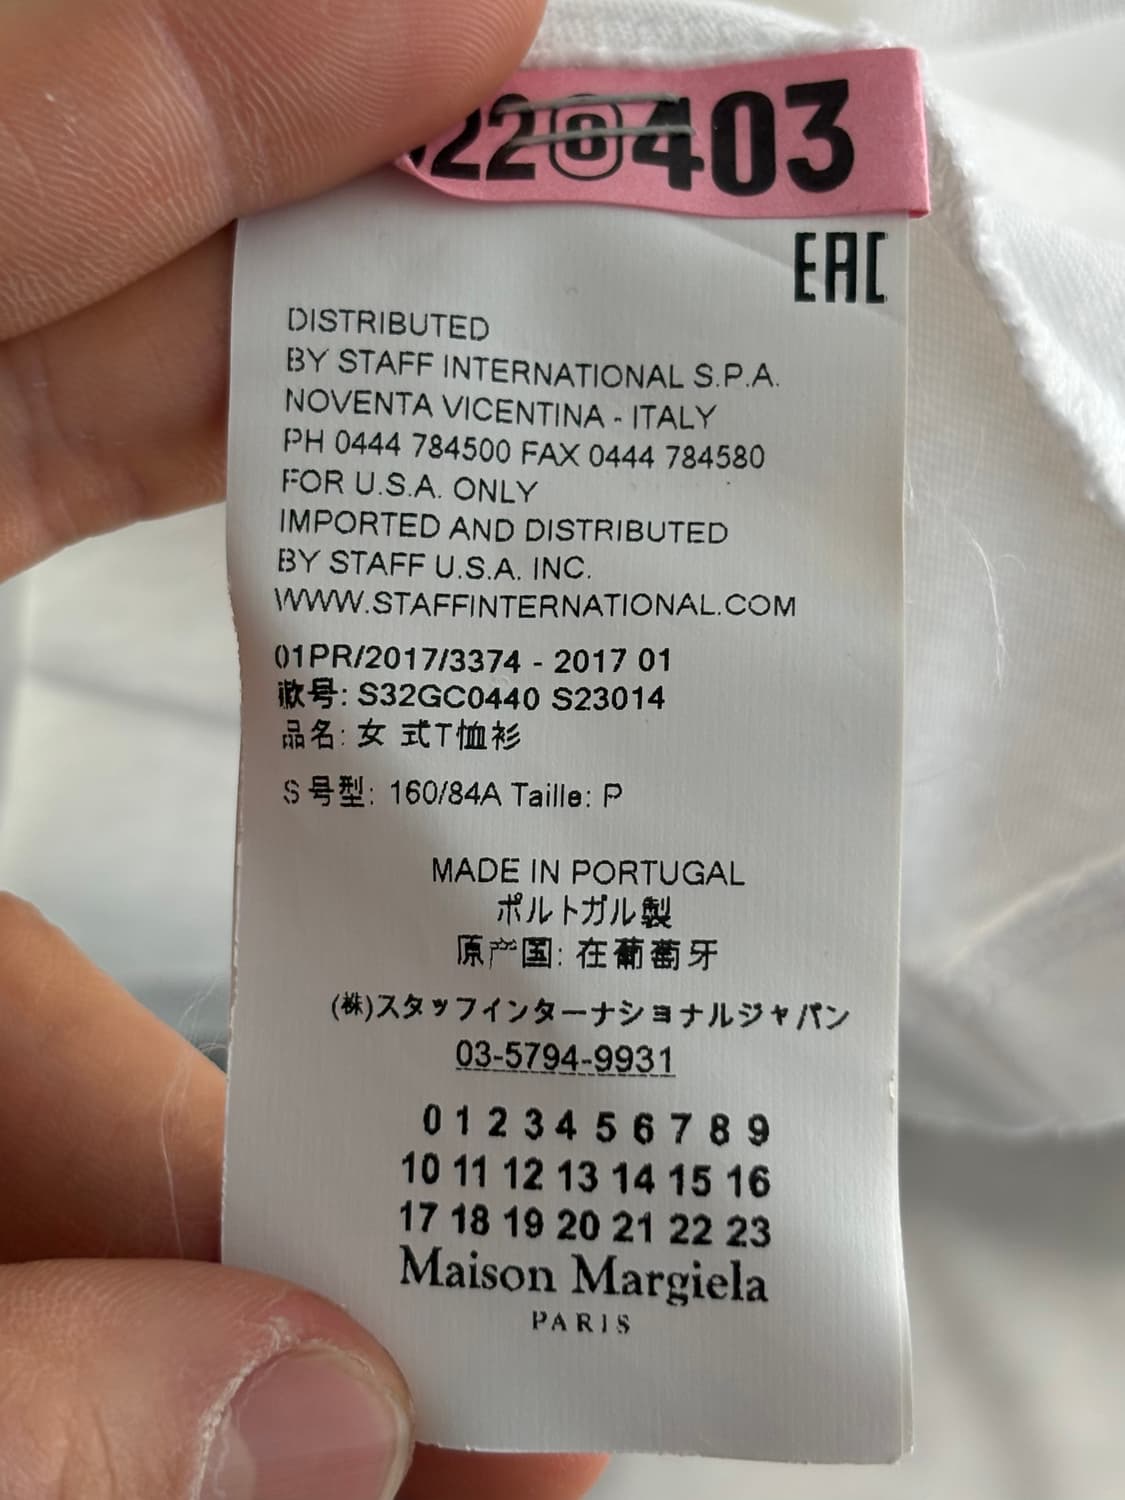 220403
EAC
DISTRIBUTED
BY STAFF INTERNATIONAL S.P.A.
NOVENTA VICENTINA - ITALY
PH 0444 784500 FAX 0444 784580
FOR U.S.A. ONLY
IMPORTED AND DISTRIBUTED
BY STAFF U.S.A. INC.
WWW.STAFFINTERNATIONAL.COM
01PR/2017/3374 - 2017 01
款号: S32GC0440 S23014
品名: 女 式T恤衫
S 号型: 160/84A Taille: P
MADE IN PORTUGAL
ポルトガル製
原产国: 在葡萄牙
(株)スタッフインターナショナルジャパン
03-5794-9931
0 1 2 3 4 5 6 7 8 9
10 11 12 13 14 15 16
17 18 19 20 21 22 23
Maison Margiela
PARIS